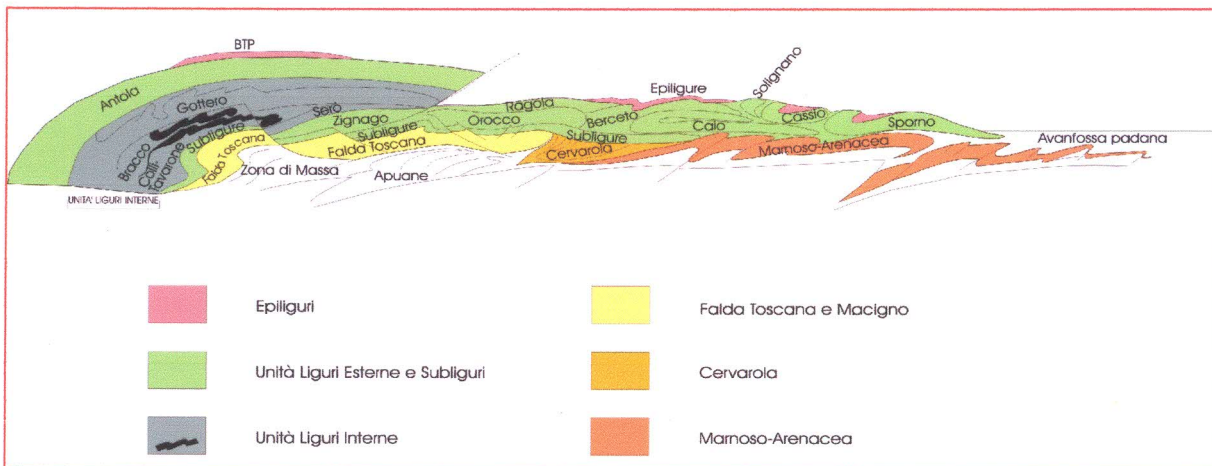 BTP
Antola
Gottero
Serò
Zignago
Ragola
Epiligure
Solignano
Orocco
Berceto
Caio
Cassio
Sporno
Bracco
Tavarone
Subligure
Falda Toscana
Subligure
Falda Toscana
Subligure
Cervarola
Marnoso-Arenacea
Avanfossa padana
Zona di Massa
Apuane
UNITA' LIGURI INTERNE
Epiliguri
Unità Liguri Esterne e Subliguri
Unità Liguri Interne
Falda Toscana e Macigno
Cervarola
Marnoso-Arenacea